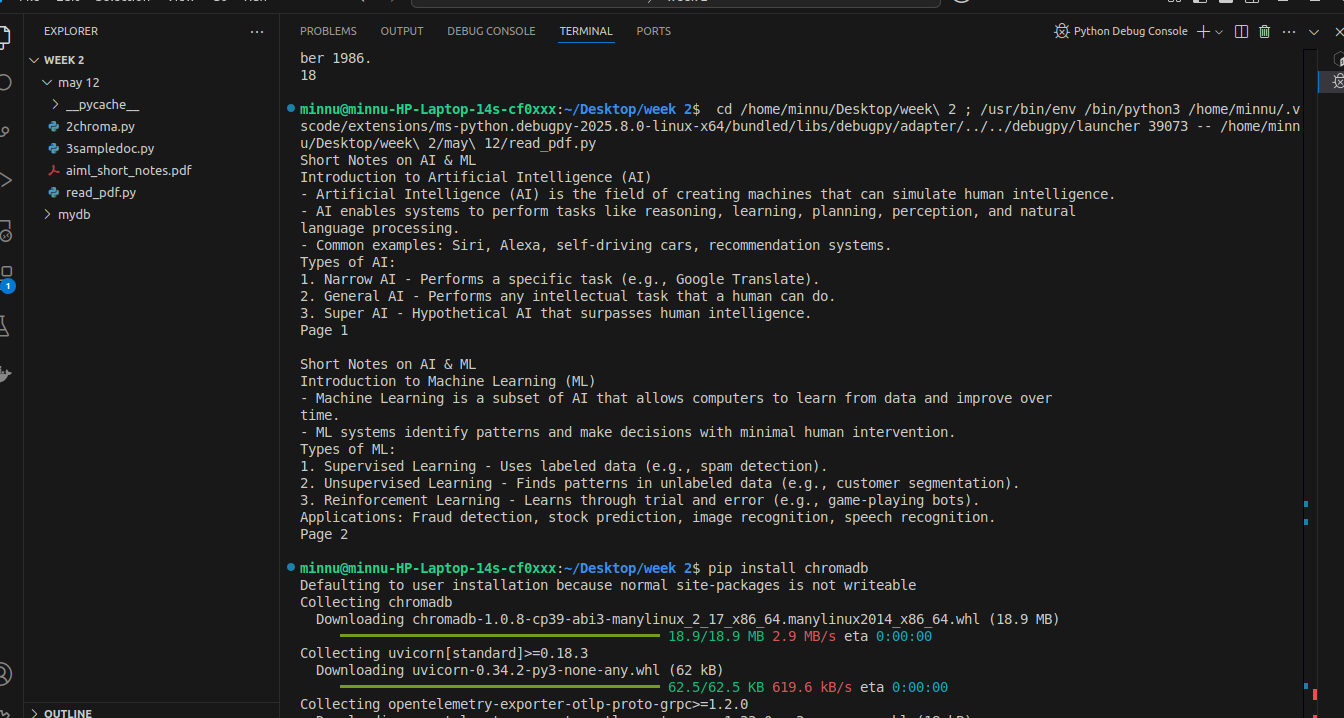 EXPLORER
WEEK 2
may 12
__pycache__
2chroma.py
3sampledoc.py
aiml_short_notes.pdf
read_pdf.py
mydb
OUTLINE
1
PROBLEMS OUTPUT DEBUG CONSOLE TERMINAL PORTS
Python Debug Console
ber 1986.
18
minnu@minnu-HP-Laptop-14s-cf0xxx:~/Desktop/week 2$  cd /home/minnu/Desktop/week\ 2 ; /usr/bin/env /bin/python3 /home/minnu/.v
scode/extensions/ms-python.debugpy-2025.8.0-linux-x64/bundled/libs/debugpy/adapter/../../debugpy/launcher 39073 -- /home/minn
u/Desktop/week\ 2/may\ 12/read_pdf.py
Short Notes on AI & ML
Introduction to Artificial Intelligence (AI)
- Artificial Intelligence (AI) is the field of creating machines that can simulate human intelligence.
- AI enables systems to perform tasks like reasoning, learning, planning, perception, and natural
language processing.
- Common examples: Siri, Alexa, self-driving cars, recommendation systems.
Types of AI:
1. Narrow AI - Performs a specific task (e.g., Google Translate).
2. General AI - Performs any intellectual task that a human can do.
3. Super AI - Hypothetical AI that surpasses human intelligence.
Page 1
Short Notes on AI & ML
Introduction to Machine Learning (ML)
- Machine Learning is a subset of AI that allows computers to learn from data and improve over
time.
- ML systems identify patterns and make decisions with minimal human intervention.
Types of ML:
1. Supervised Learning - Uses labeled data (e.g., spam detection).
2. Unsupervised Learning - Finds patterns in unlabeled data (e.g., customer segmentation).
3. Reinforcement Learning - Learns through trial and error (e.g., game-playing bots).
Applications: Fraud detection, stock prediction, image recognition, speech recognition.
Page 2
minnu@minnu-HP-Laptop-14s-cf0xxx:~/Desktop/week 2$ pip install chromadb
Defaulting to user installation because normal site-packages is not writeable
Collecting chromadb
Downloading chromadb-1.0.8-cp39-abi3-manylinux_2_17_x86_64.manylinux2014_x86_64.whl (18.9 MB)
18.9/18.9 MB 2.9 MB/s eta 0:00:00
Collecting uvicorn[standard]>=0.18.3
Downloading uvicorn-0.34.2-py3-none-any.whl (62 kB)
62.5/62.5 KB 619.6 kB/s eta 0:00:00
Collecting opentelemetry-exporter-otlp-proto-grpc>=1.2.0